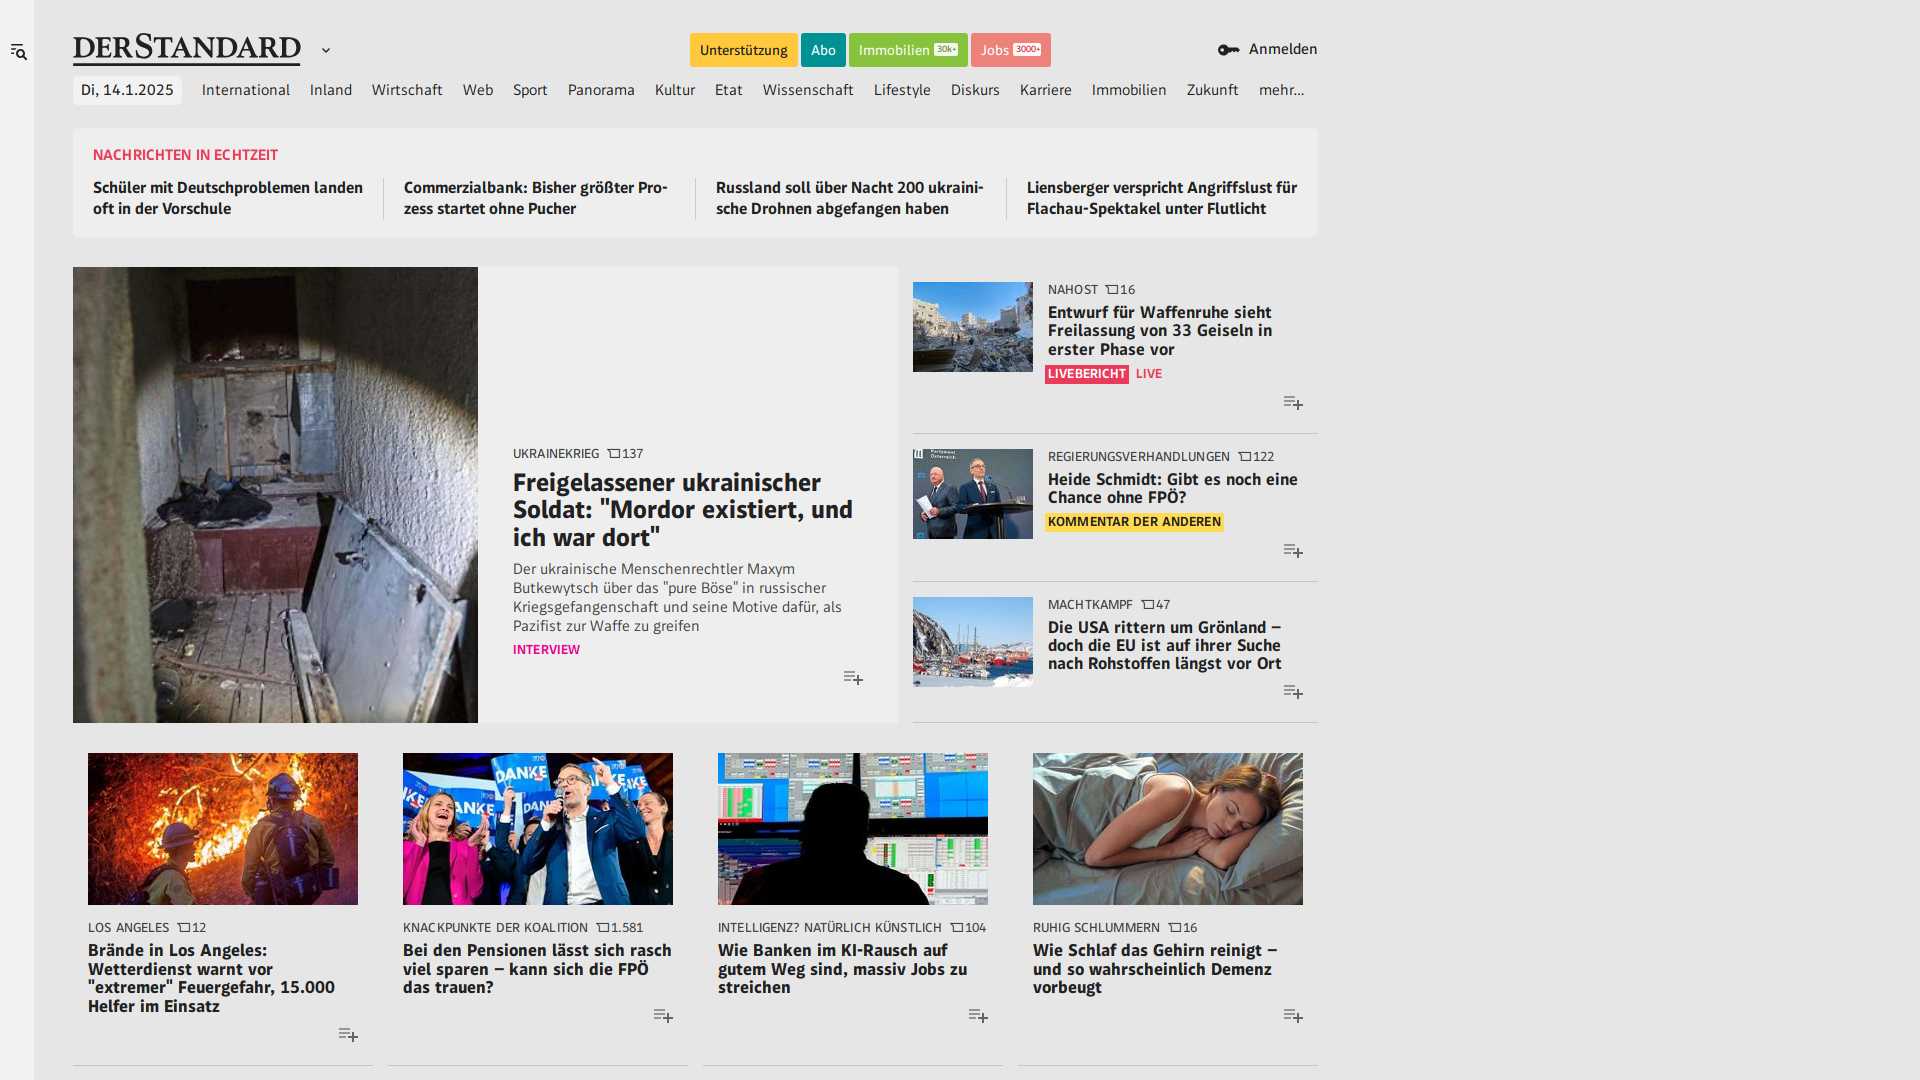 DERSTANDARD
Unterstützung
Abo
Immobilien 30k+
Jobs 3000+
Anmelden
Di, 14.1.2025
International
Inland
Wirtschaft
Web
Sport
Panorama
Kultur
Etat
Wissenschaft
Lifestyle
Diskurs
Karriere
Immobilien
Zukunft
mehr...
NACHRICHTEN IN ECHTZEIT
Schüler mit Deutschproblemen landen
oft in der Vorschule
Commerzialbank: Bisher größter Pro-
zess startet ohne Pucher
Russland soll über Nacht 200 ukraini-
sche Drohnen abgefangen haben
Liensberger verspricht Angriffslust für
Flachau-Spektakel unter Flutlicht
UKRAINEKRIEG 137
Freigelassener ukrainischer
Soldat: "Mordor existiert, und
ich war dort"
Der ukrainische Menschenrechtler Maxym
Butkewytsch über das "pure Böse" in russischer
Kriegsgefangenschaft und seine Motive dafür, als
Pazifist zur Waffe zu greifen
INTERVIEW
NAHOST 16
Entwurf für Waffenruhe sieht
Freilassung von 33 Geiseln in
erster Phase vor
LIVEBERICHT LIVE
Parlament
Österreich
REGIERUNGSVERHANDLUNGEN 122
Heide Schmidt: Gibt es noch eine
Chance ohne FPÖ?
KOMMENTAR DER ANDEREN
MACHTKAMPF 47
Die USA rittern um Grönland –
doch die EU ist auf ihrer Suche
nach Rohstoffen längst vor Ort
LOS ANGELES 12
Brände in Los Angeles:
Wetterdienst warnt vor
"extremer" Feuergefahr, 15.000
Helfer im Einsatz
DANKE
DANKE
KNACKPUNKTE DER KOALITION 1.581
Bei den Pensionen lässt sich rasch
viel sparen – kann sich die FPÖ
das trauen?
INTELLIGENZ? NATÜRLICH KÜNSTLICH 104
Wie Banken im KI-Rausch auf
gutem Weg sind, massiv Jobs zu
streichen
RUHIG SCHLUMMERN 16
Wie Schlaf das Gehirn reinigt –
und so wahrscheinlich Demenz
vorbeugt